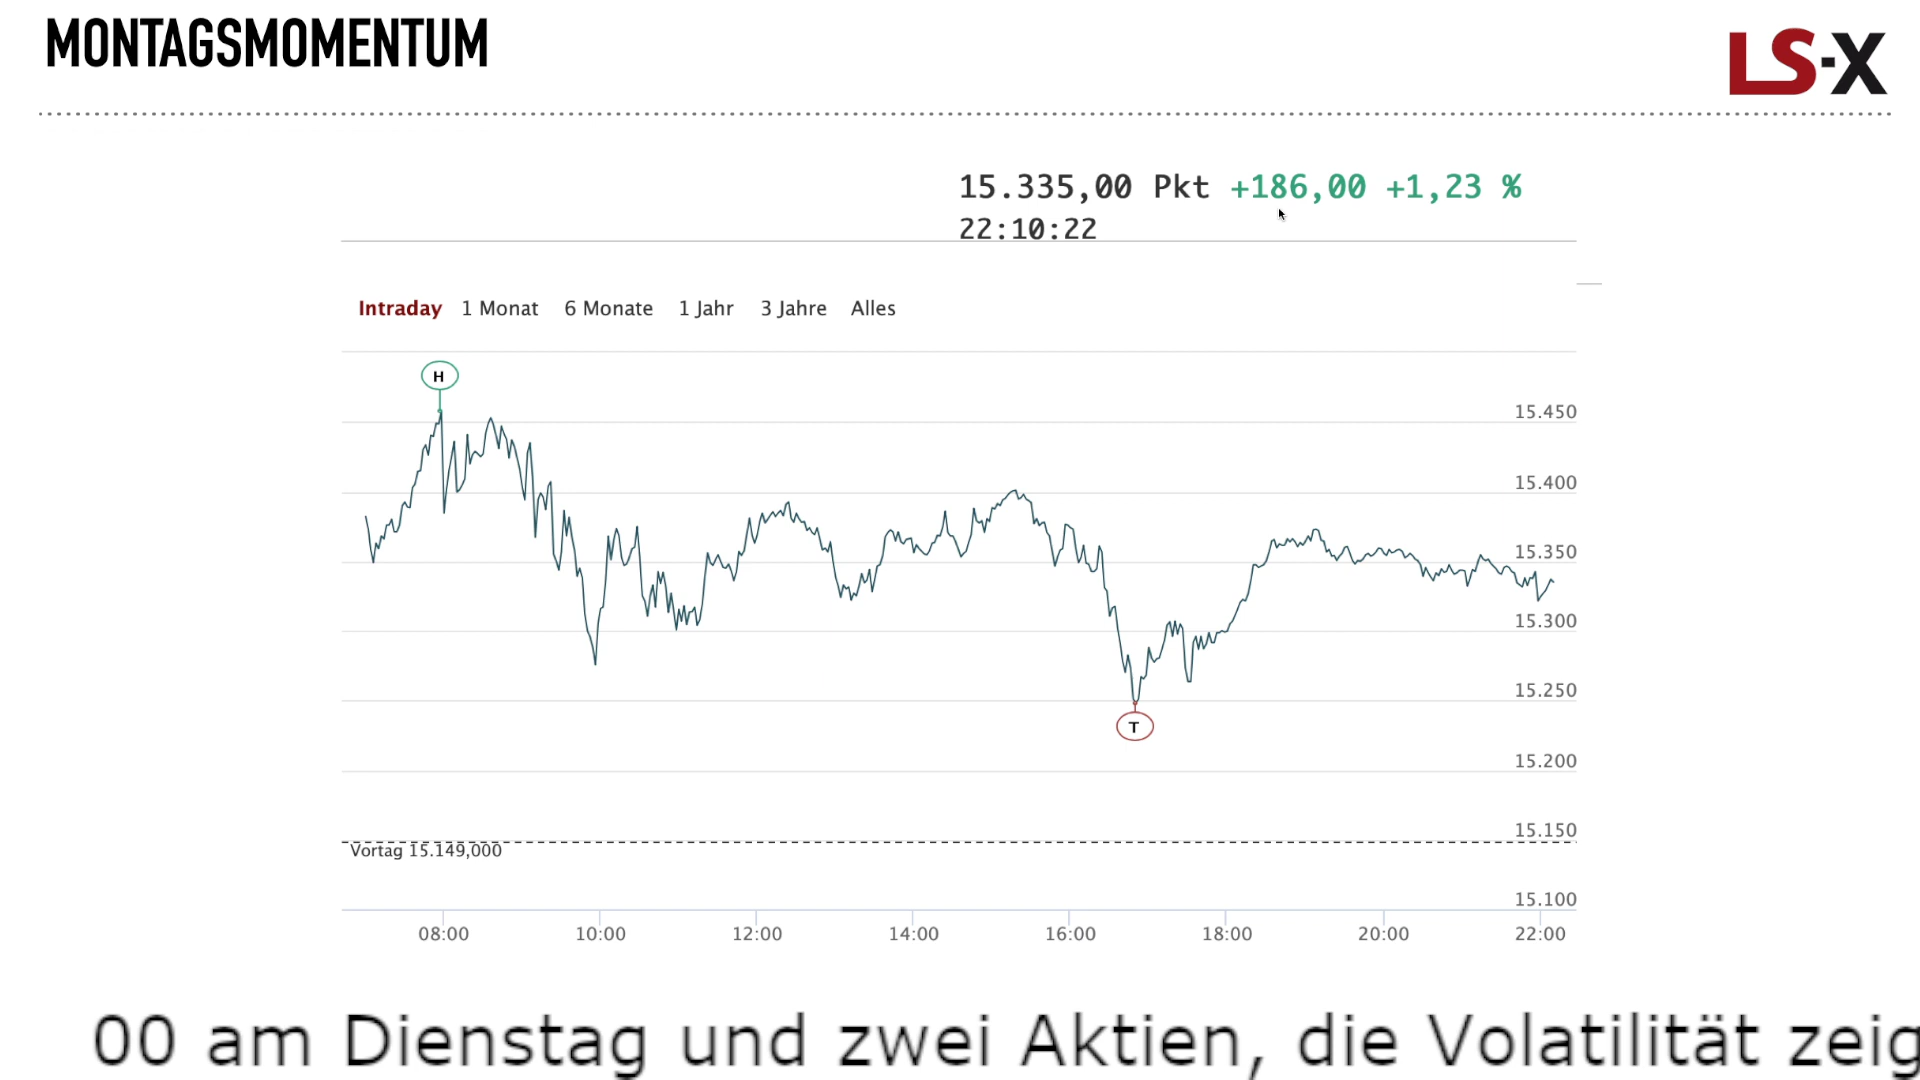 MONTAGSMOMENTUM
LS-X
15.335,00 Pkt +186,00 +1,23 %
22:10:22
Intraday 1 Monat 6 Monate 1 Jahr 3 Jahre Alles
H
15.450
15.400
15.350
15.300
15.250
T
15.200
15.150
Vortag 15.149,000
15.100
08:00 10:00 12:00 14:00 16:00 18:00 20:00 22:00
00 am Dienstag und zwei Aktien, die Volatilität zeig